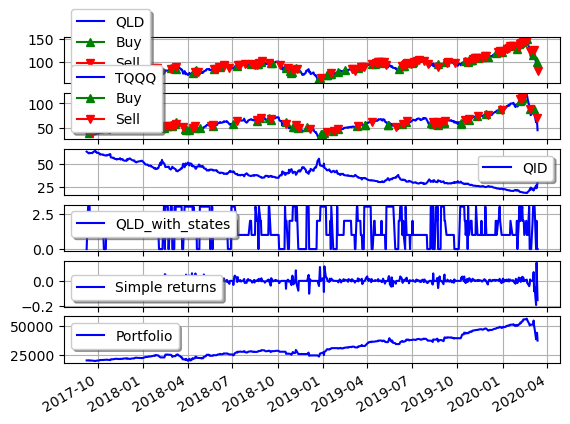 QLD
Buy
Sell
150
100
TQQQ
Buy
Sell
100
50
QID
50
25
QLD_with_states
2.5
0.0
Simple returns
0.0
−0.2
Portfolio
50000
25000
2017-10
2018-01
2018-04
2018-07
2018-10
2019-01
2019-04
2019-07
2019-10
2020-01
2020-04